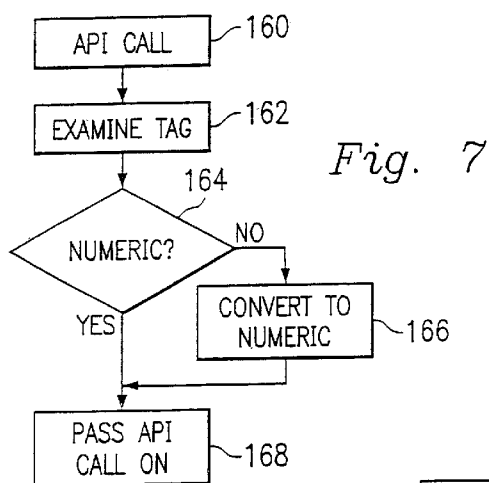 API CALL
160
EXAMINE TAG
162
Fig. 7
164
NUMERIC?
NO
YES
CONVERT TO
NUMERIC
166
PASS API
CALL ON
168